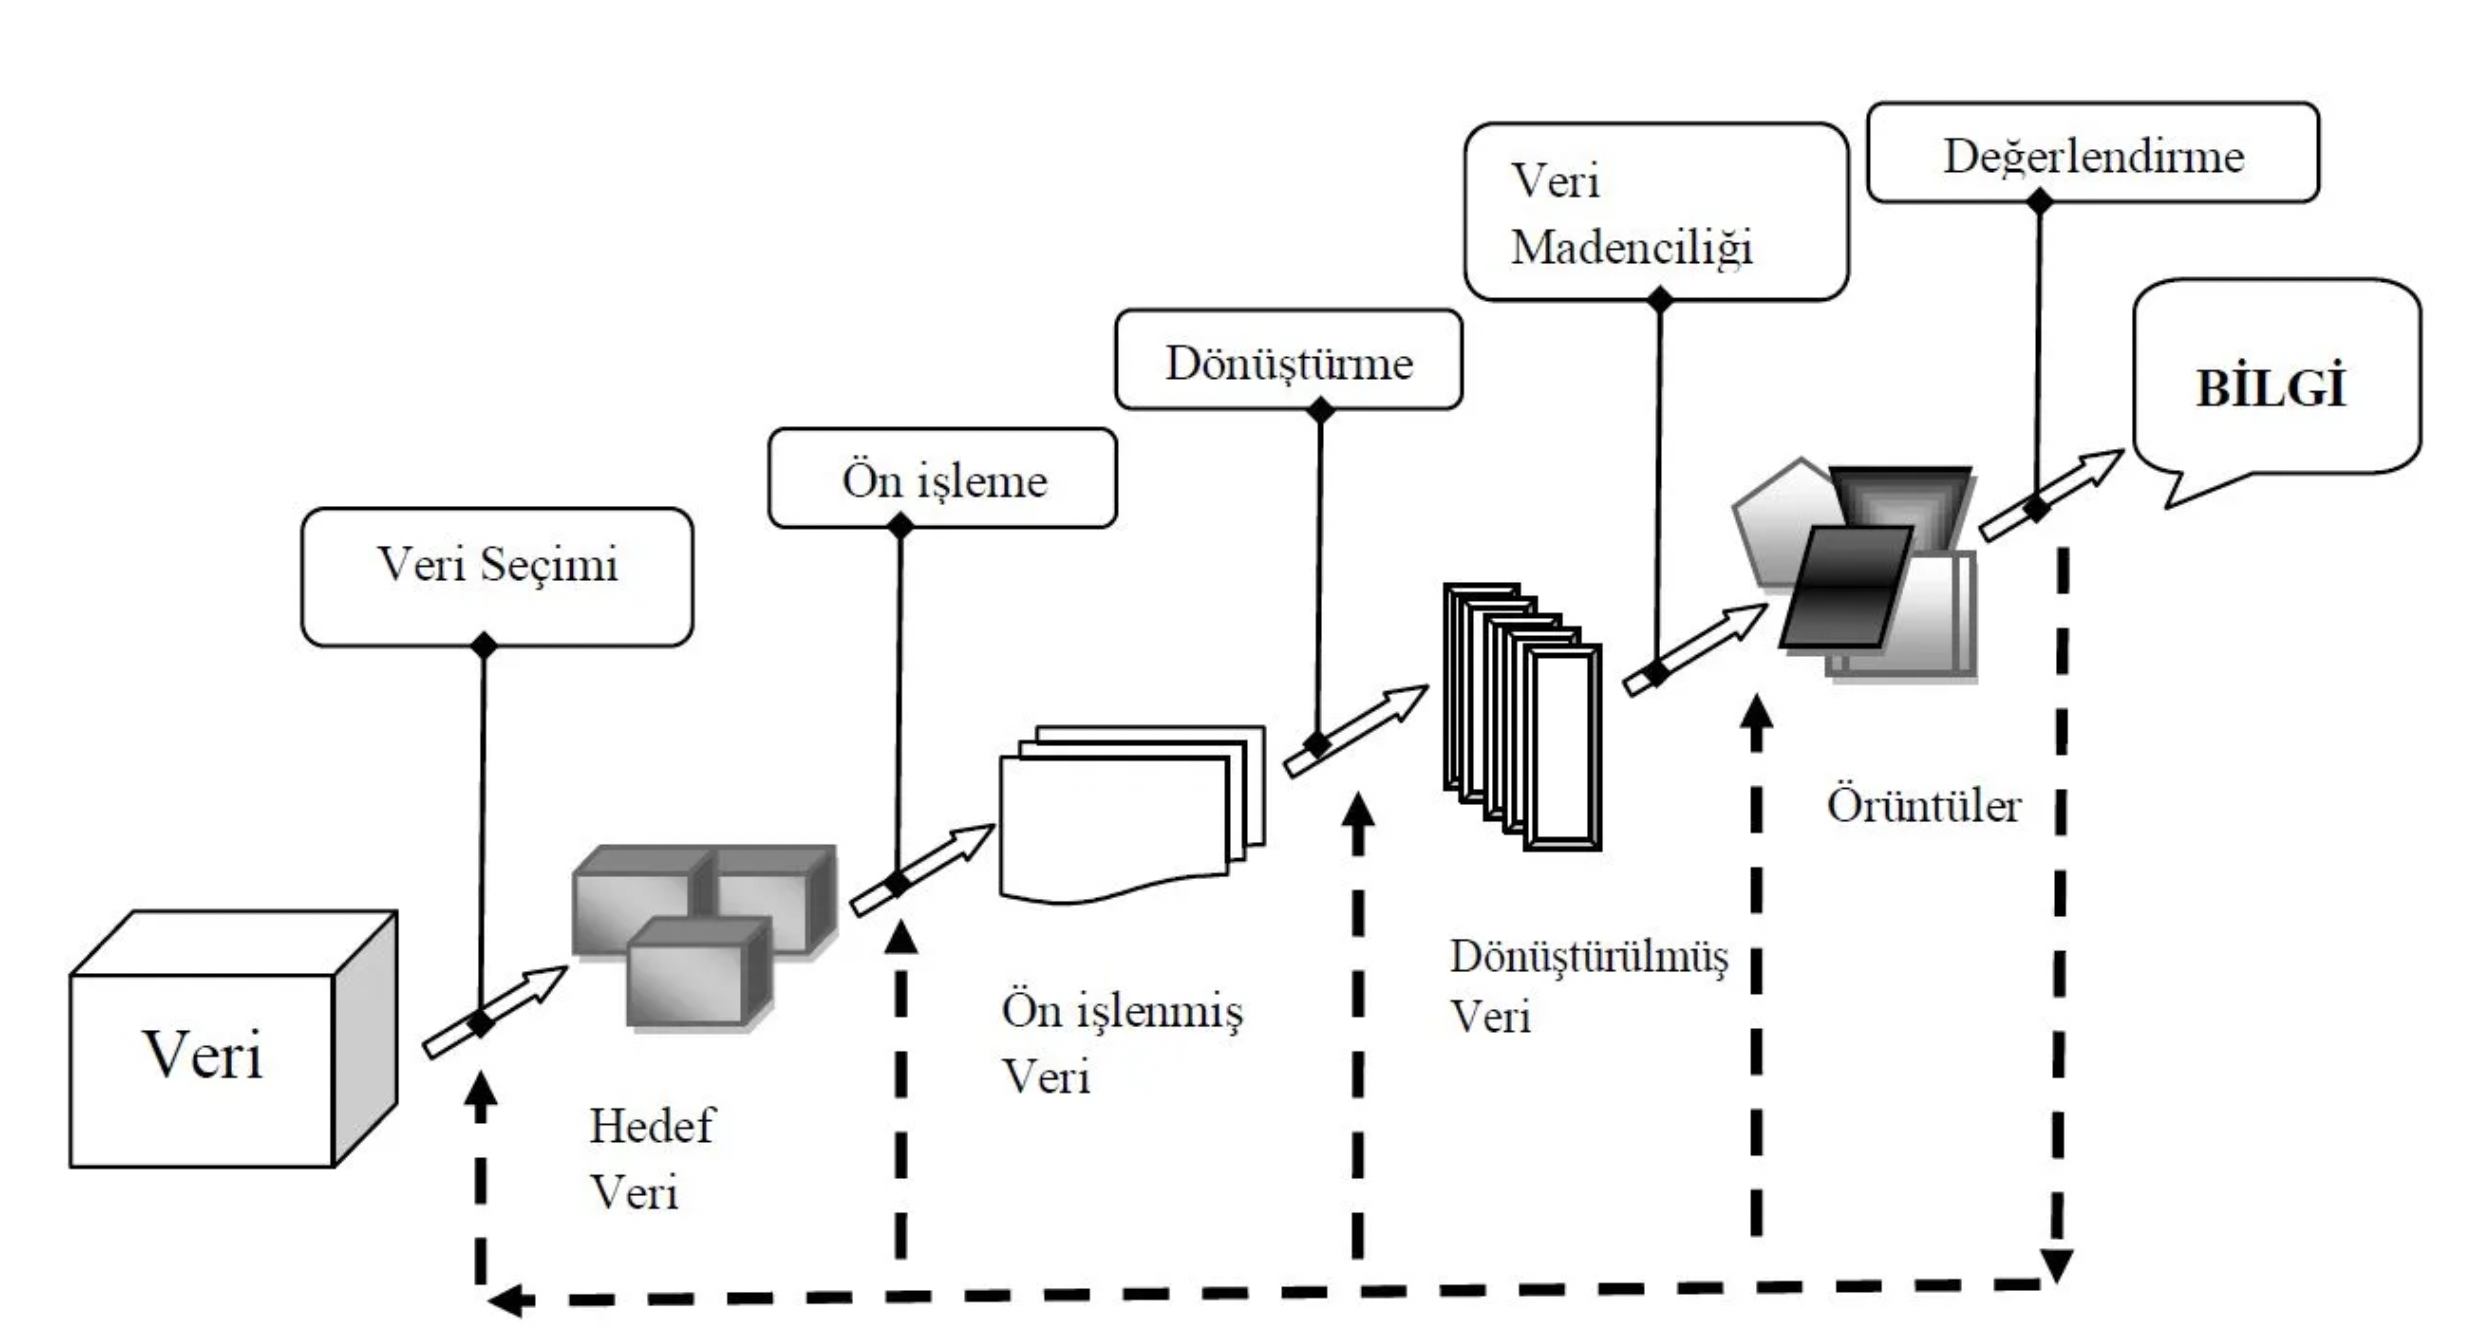 Değerlendirme
Veri
Madenciliği
Dönüştürme
BİLGİ
Ön işleme
Veri Seçimi
Örüntüler
Dönüştürülmüş
Veri
Ön işlenmiş
Veri
Veri
Hedef
Veri